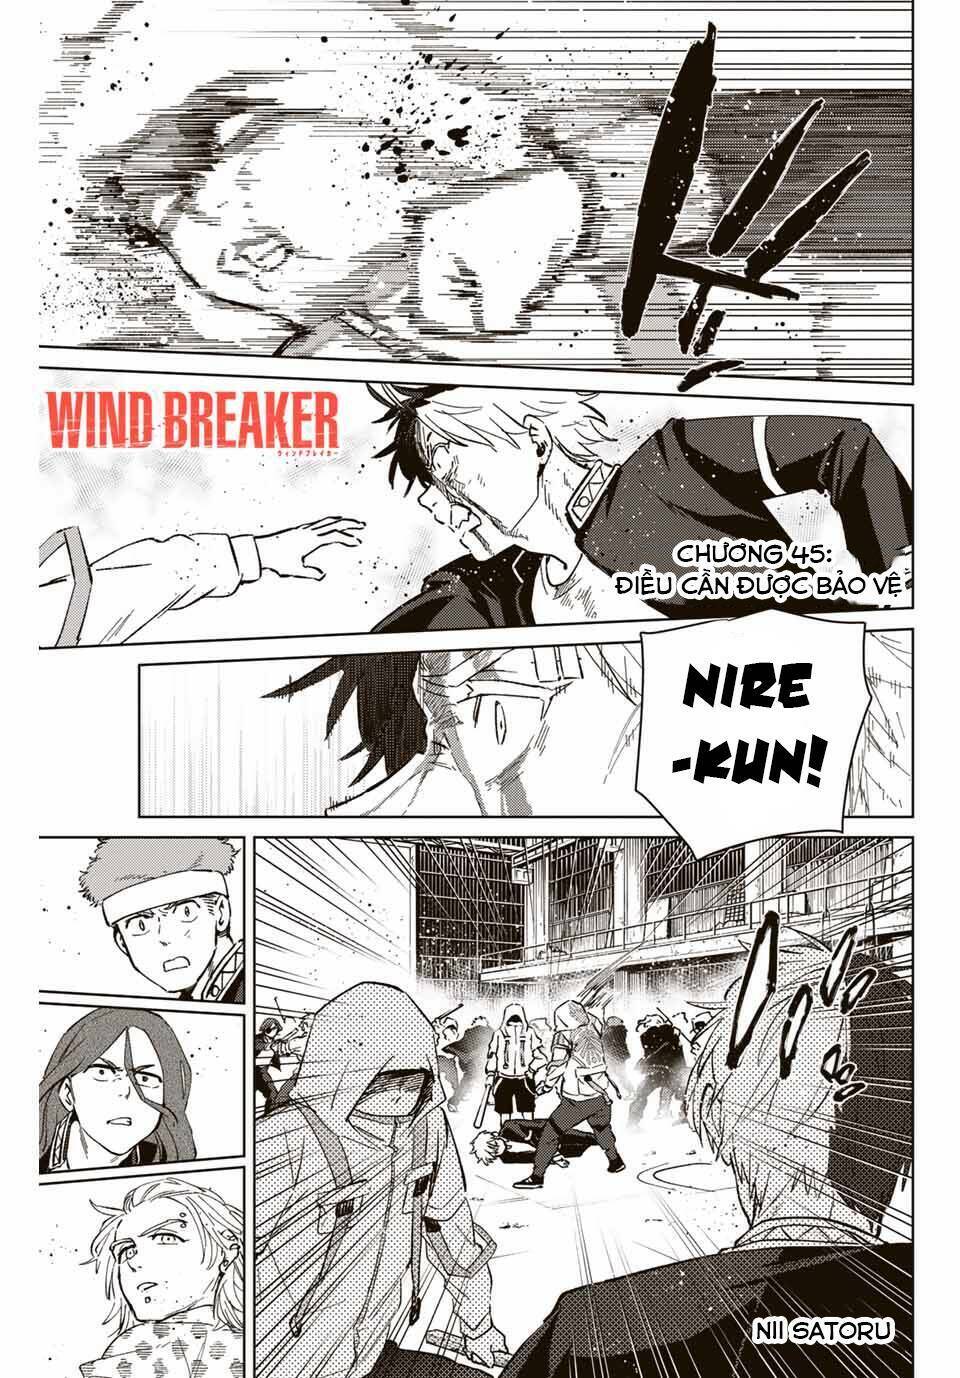 WIND BREAKER
ウィンドブレイカー
CHƯƠNG 45:
ĐIỀU CẦN ĐƯỢC BẢO VỆ
NIRE
-KUN!
NII SATORU